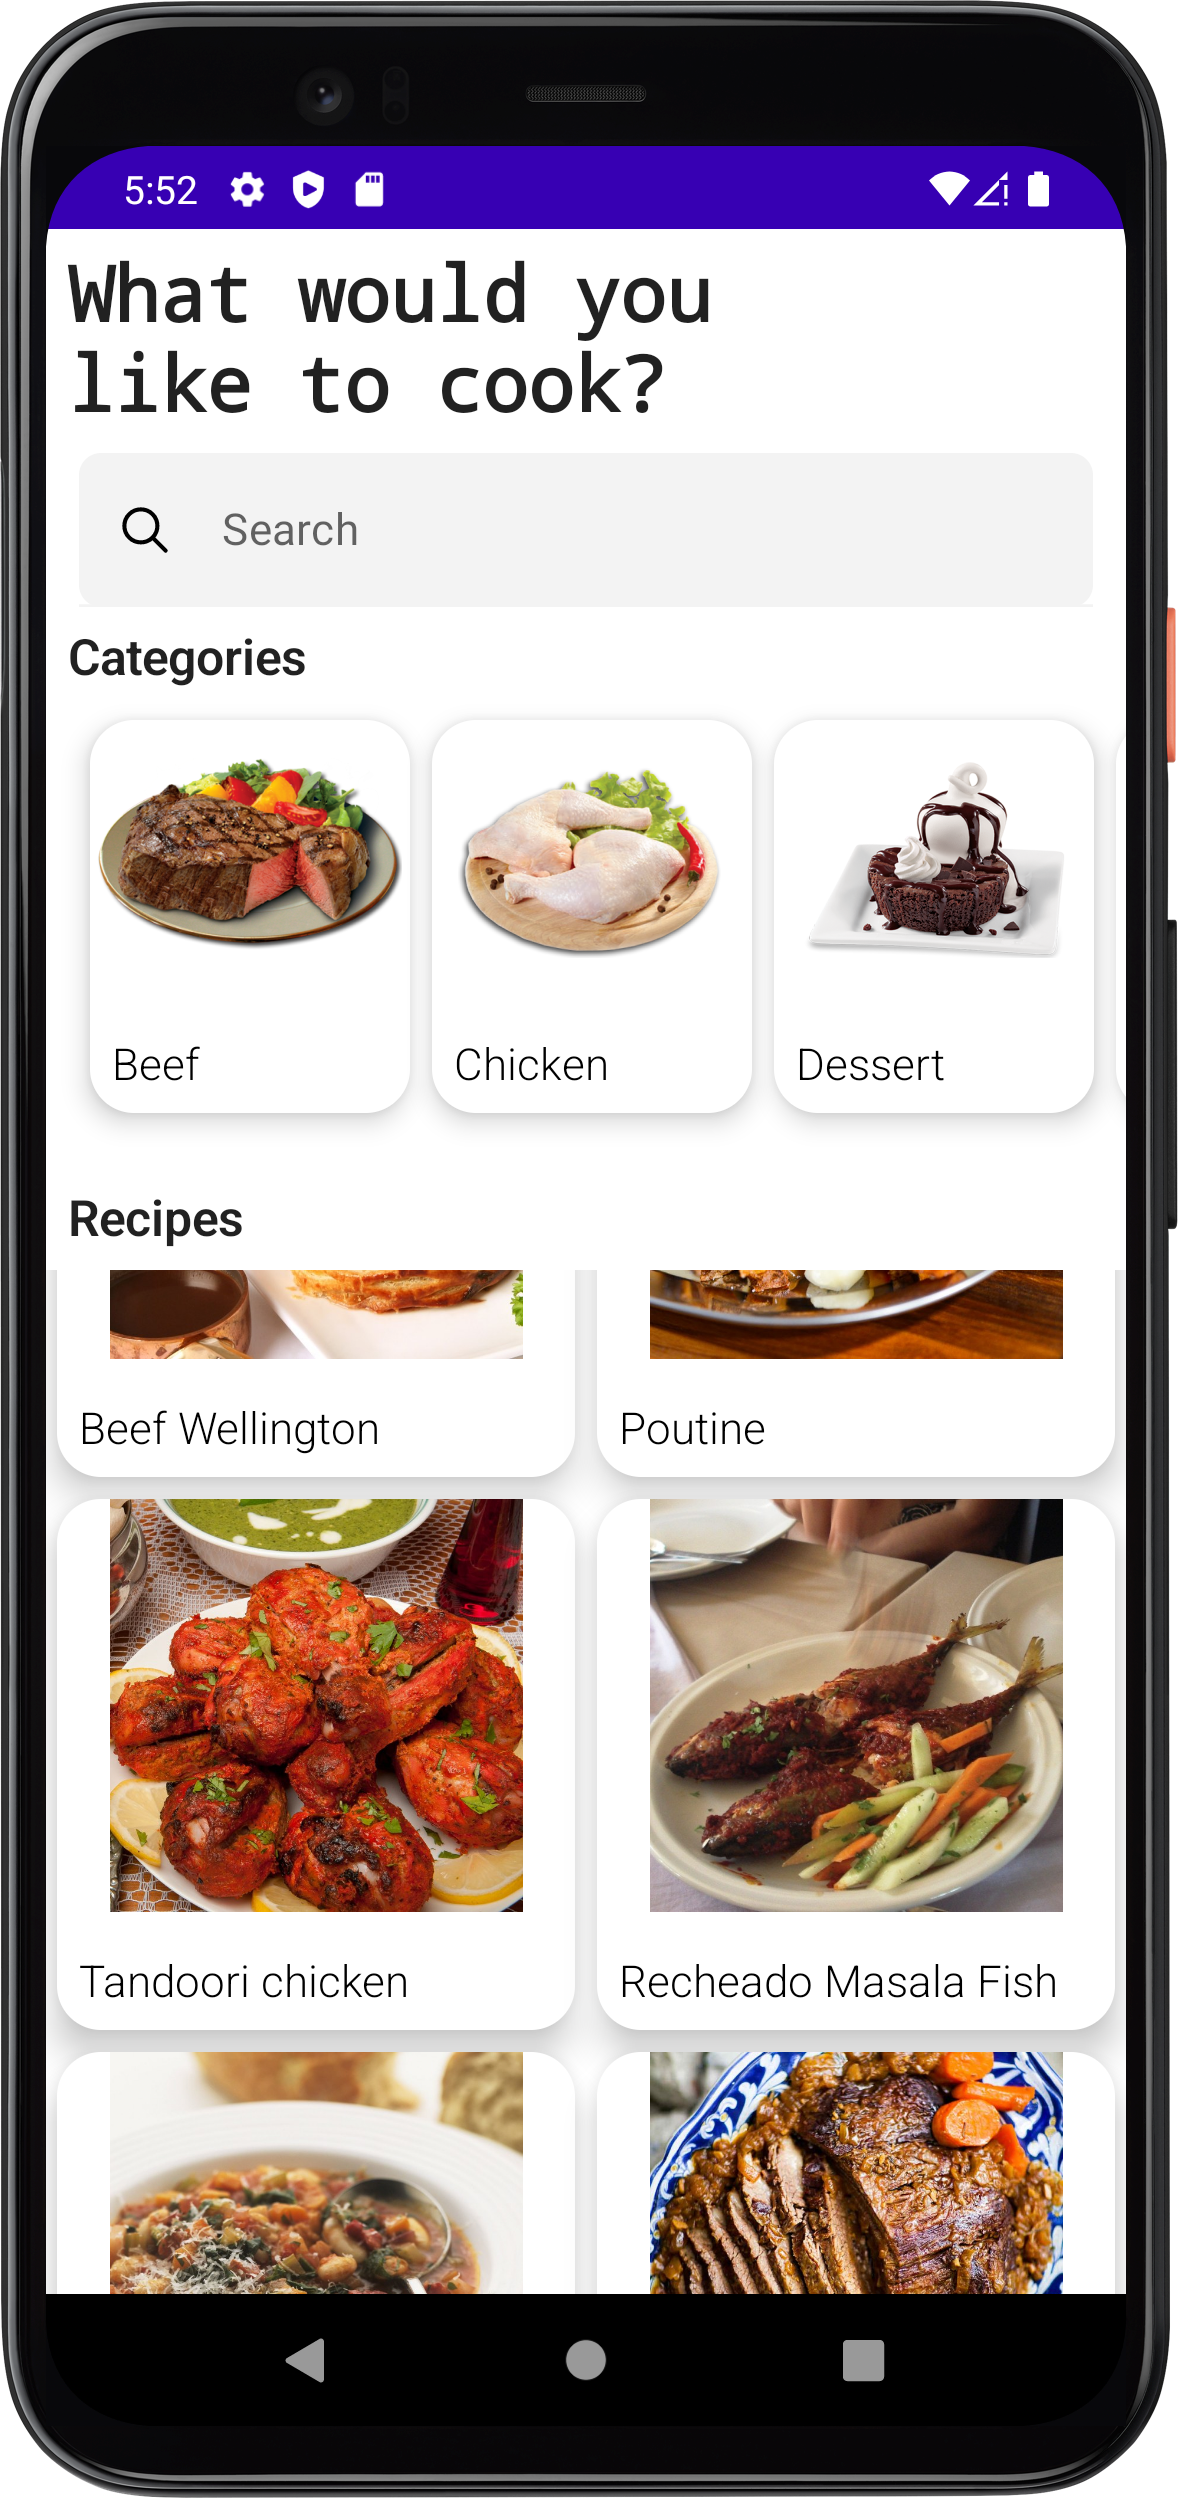 5:52
What would you
like to cook?
Search
Categories
Beef
Chicken
Dessert
Recipes
Beef Wellington
Poutine
Tandoori chicken
Recheado Masala Fish